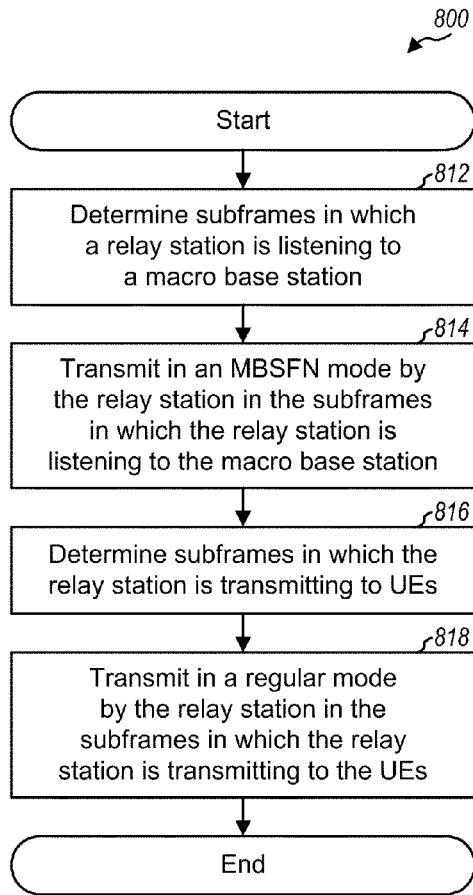 800
Start
812
Determine subframes in which
a relay station is listening to
a macro base station
814
Transmit in an MBSFN mode by
the relay station in the subframes
in which the relay station is
listening to the macro base station
816
Determine subframes in which the
relay station is transmitting to UEs
818
Transmit in a regular mode
by the relay station in the
subframes in which the relay
station is transmitting to the UEs
End